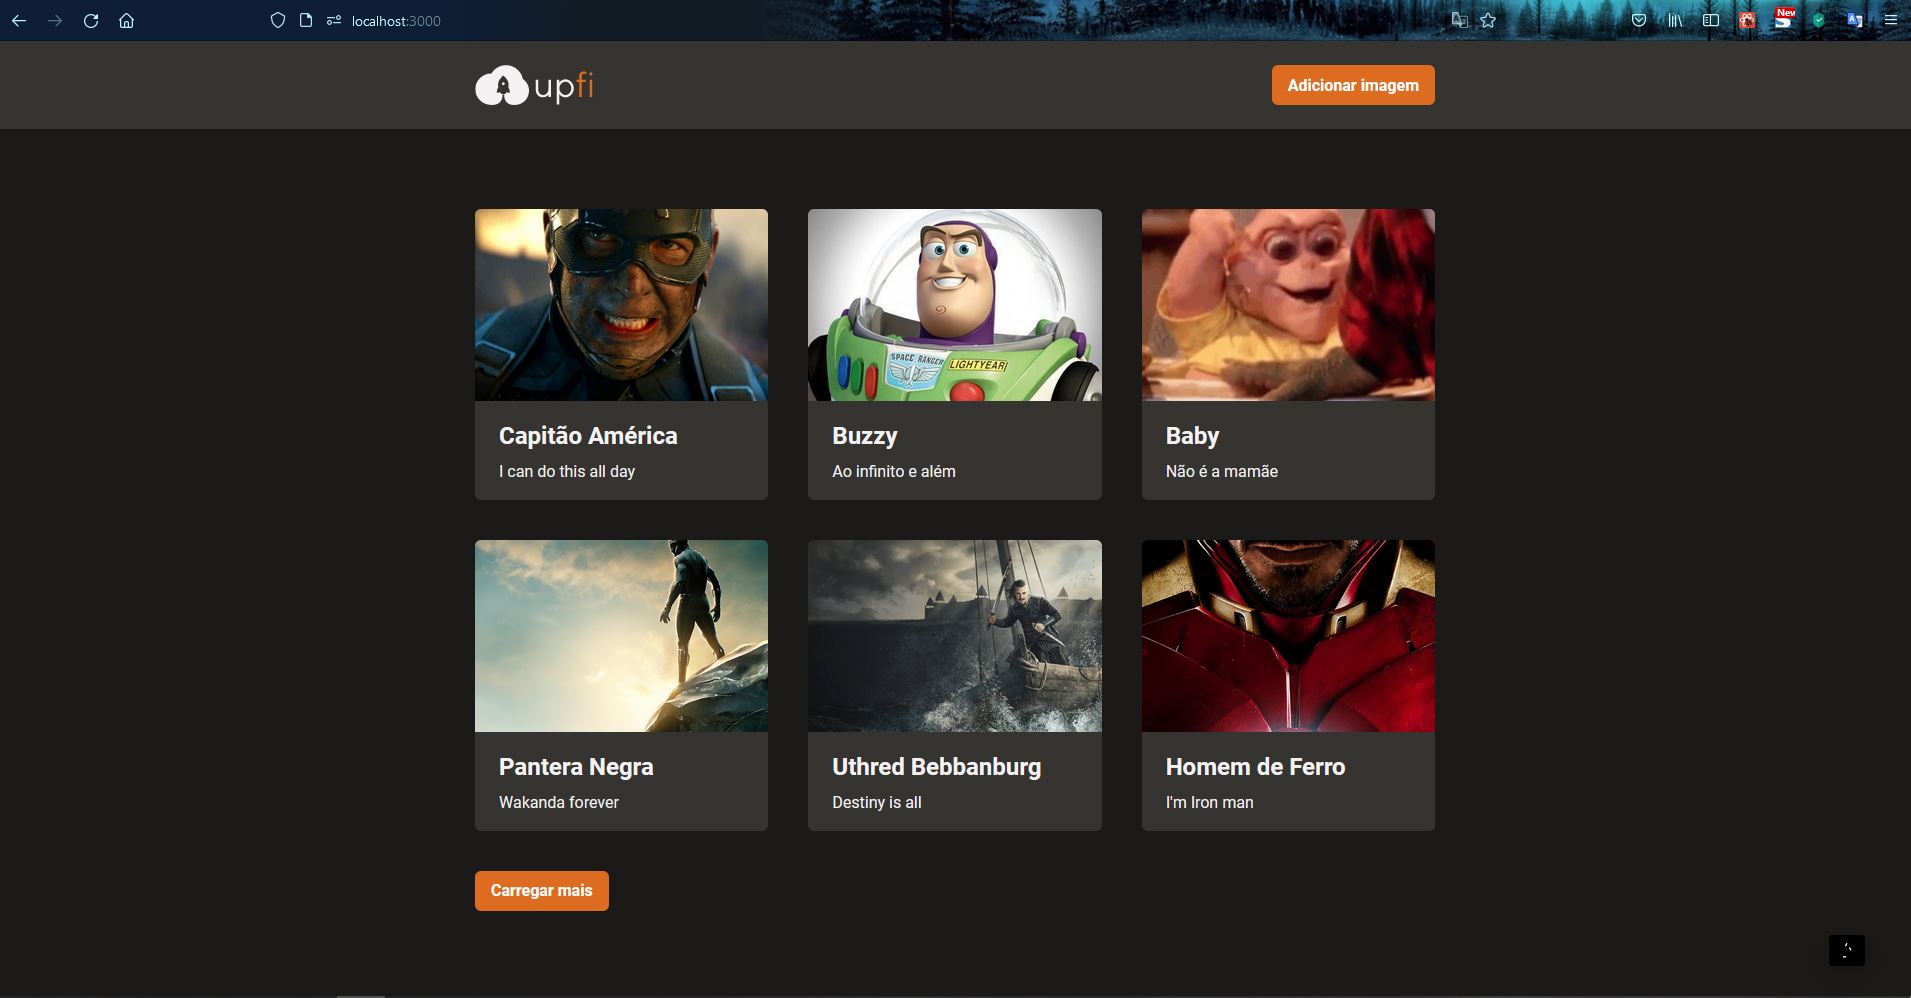 localhost:3000
New
upfi
Adicionar imagem
SPACE RANGER
LIGHTYEAR
Capitão América
I can do this all day
Buzzy
Ao infinito e além
Baby
Não é a mamãe
Pantera Negra
Wakanda forever
Uthred Bebbanburg
Destiny is all
Homem de Ferro
I'm Iron man
Carregar mais